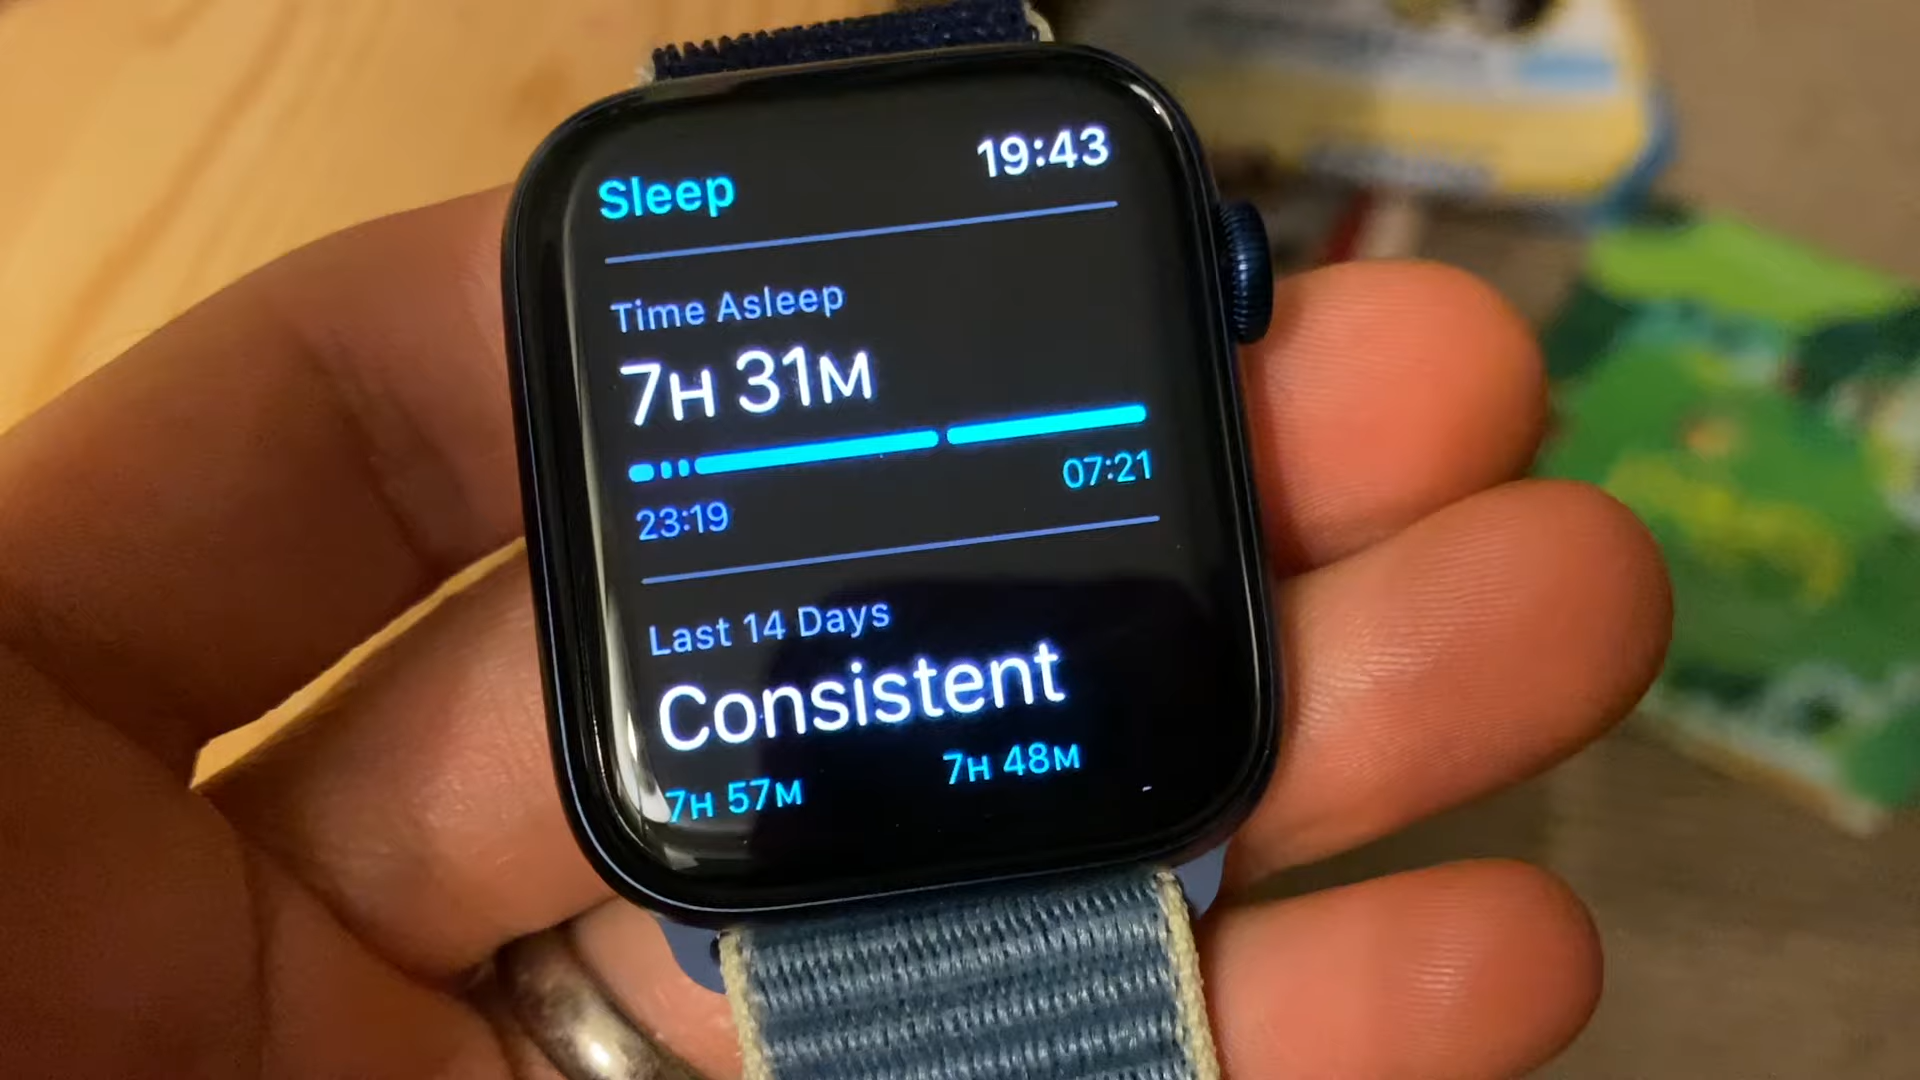 19:43
Sleep
Time Asleep
7H 31M
23:19 07:21
Last 14 Days
Consistent
7H 57M 7H 48M